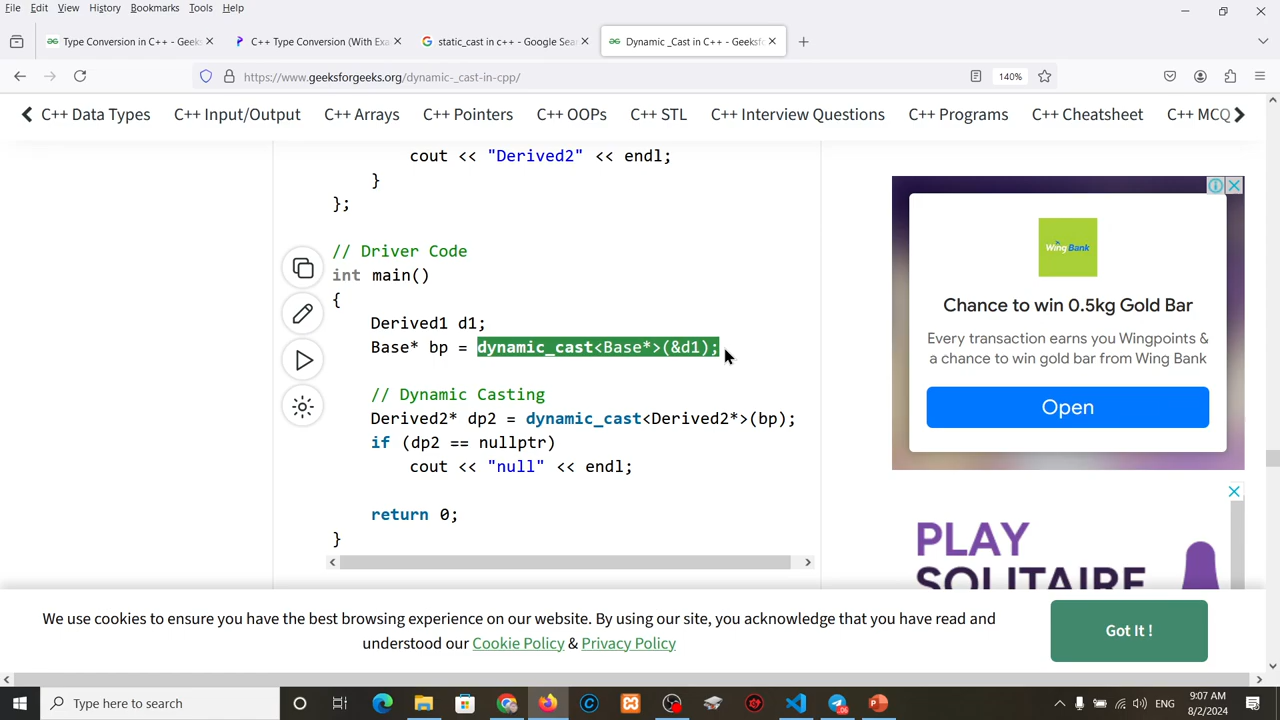 File Edit View History Bookmarks Tools Help
Type Conversion in C++ - Geeks
C++ Type Conversion (With Exa
static_cast in c++ - Google Sear
Dynamic _Cast in C++ - Geeksfo
https://www.geeksforgeeks.org/dynamic-_cast-in-cpp/
140%
C++ Data Types C++ Input/Output C++ Arrays C++ Pointers C++ OOPs C++ STL C++ Interview Questions C++ Programs C++ Cheatsheet C++ MCQ
cout << "Derived2" << endl;
}
};
// Driver Code
int main()
{
Derived1 d1;
Base* bp = dynamic_cast<Base*>(&d1);
// Dynamic Casting
Derived2* dp2 = dynamic_cast<Derived2*>(bp);
if (dp2 == nullptr)
cout << "null" << endl;
return 0;
}
Wing Bank
Chance to win 0.5kg Gold Bar
Every transaction earns you Wingpoints &
a chance to win gold bar from Wing Bank
Open
PLAY
SOLITAIRE
We use cookies to ensure you have the best browsing experience on our website. By using our site, you acknowledge that you have read and
understood our Cookie Policy & Privacy Policy
Got It !
Type here to search
ENG
9:07 AM
8/2/2024